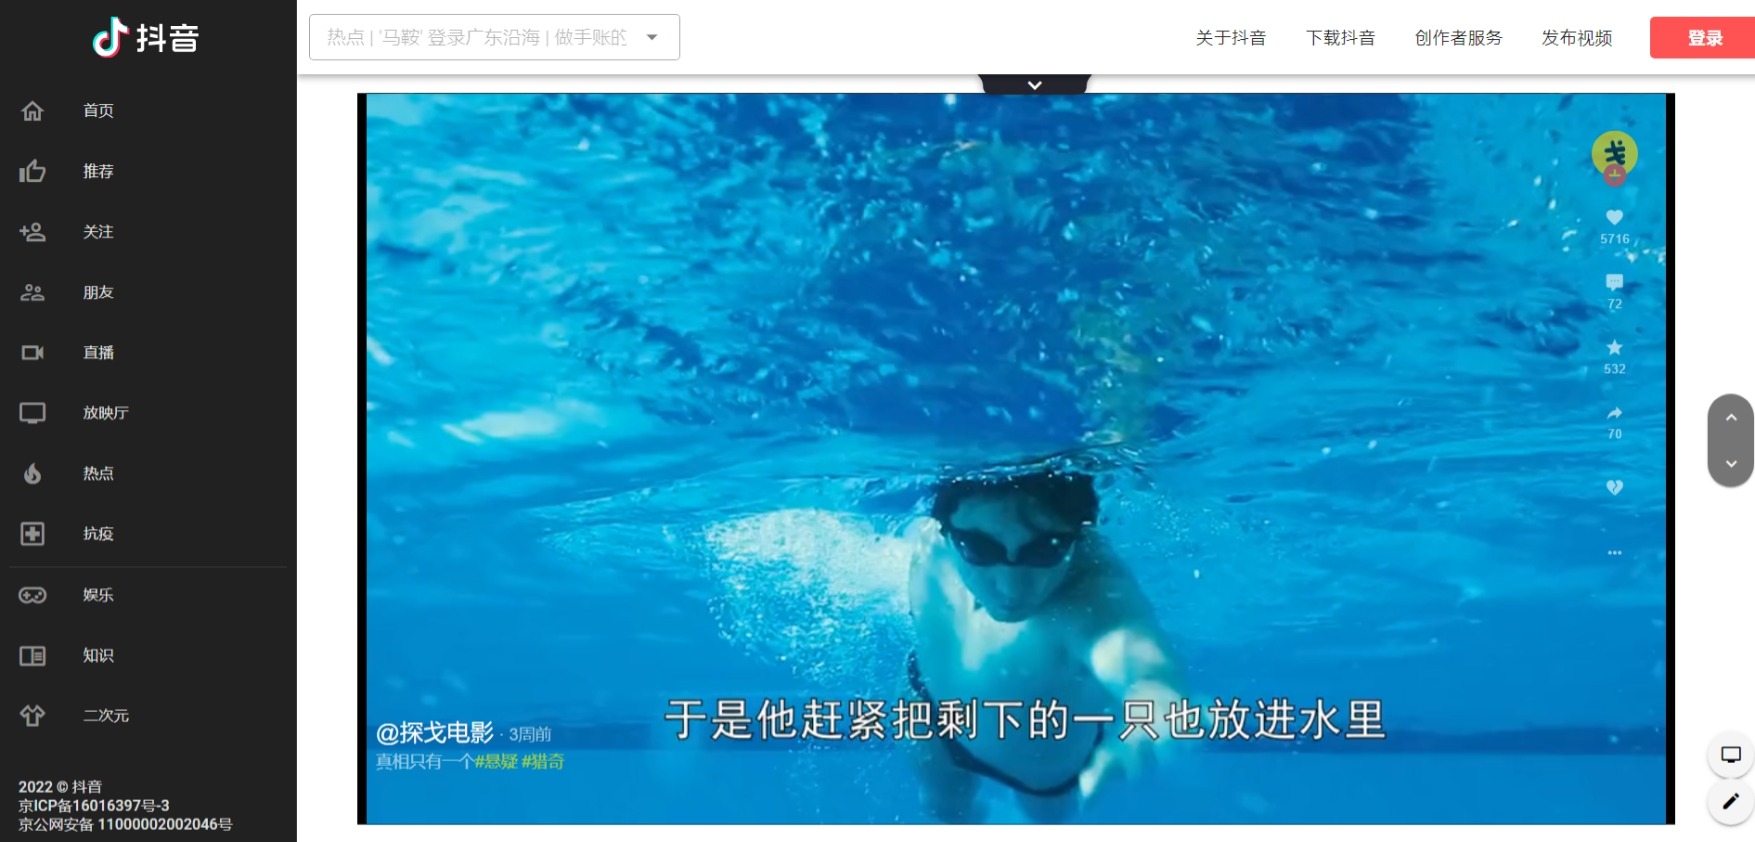 抖音
热点 | '马鞍' 登录广东沿海 | 做手账的
关于抖音
下载抖音
创作者服务
发布视频
登录
首页
推荐
关注
朋友
直播
放映厅
热点
抗疫
娱乐
知识
二次元
2022 © 抖音
京ICP备16016397号-3
京公网安备 11000002002046号
戈
5716
72
532
70
于是他赶紧把剩下的一只也放进水里
@探戈电影 · 3周前
真相只有一个#悬疑 #猎奇